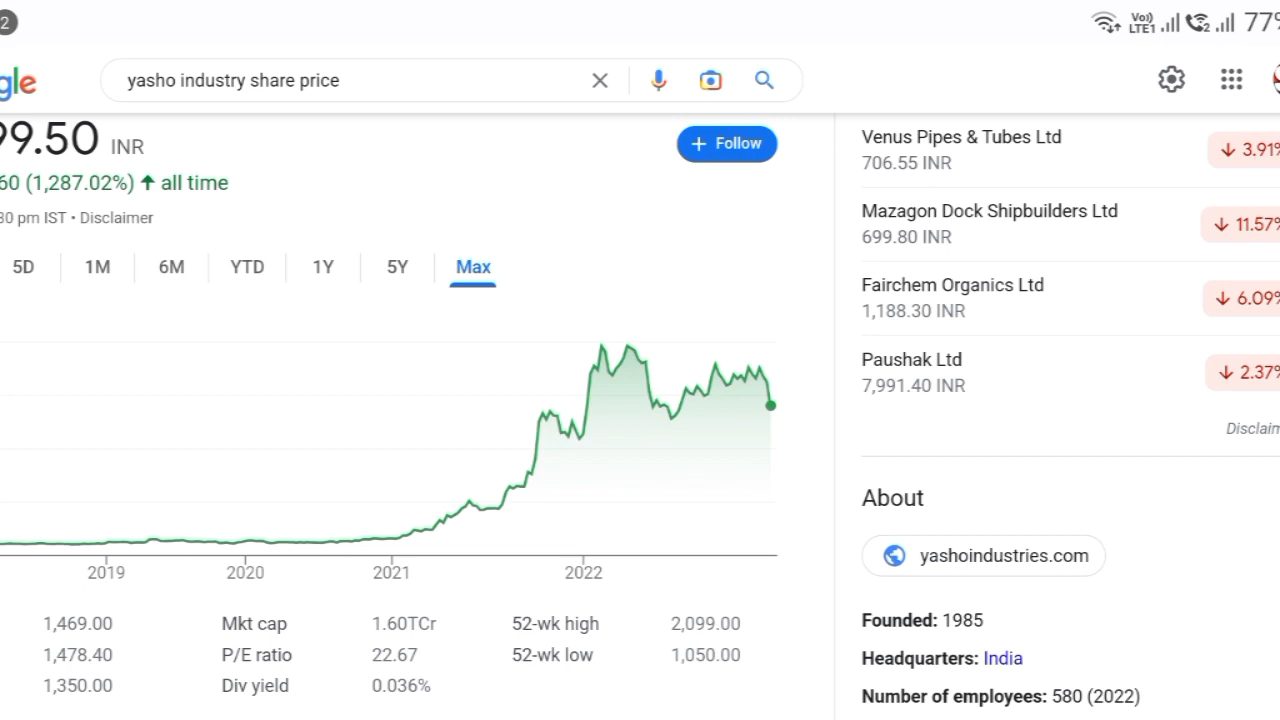 2 Vo) LTE1 2 77%
gle yasho industry share price
99.50 INR
+ Follow
60 (1,287.02%) ↑ all time
30 pm IST • Disclaimer
5D 1M 6M YTD 1Y 5Y Max
2019 2020 2021 2022
1,469.00 Mkt cap 1.60TCr 52-wk high 2,099.00
1,478.40 P/E ratio 22.67 52-wk low 1,050.00
1,350.00 Div yield 0.036%
Venus Pipes & Tubes Ltd
706.55 INR
↓ 3.91%
Mazagon Dock Shipbuilders Ltd
699.80 INR
↓ 11.57%
Fairchem Organics Ltd
1,188.30 INR
↓ 6.09%
Paushak Ltd
7,991.40 INR
↓ 2.37%
Disclaim
About
yashoindustries.com
Founded: 1985
Headquarters: India
Number of employees: 580 (2022)